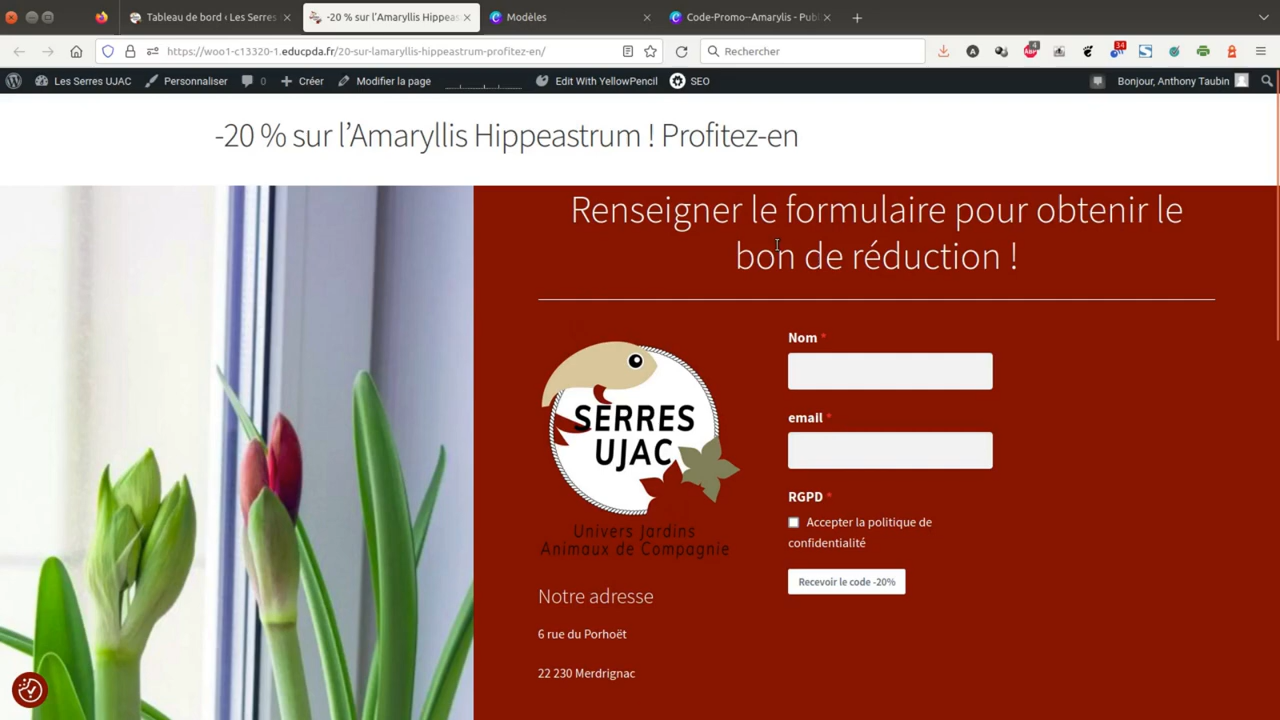 Tableau de bord ‹ Les Serres
-20 % sur l'Amaryllis Hippeas
Modèles
Code-Promo--Amarylis - Publ
https://woo1-c13320-1.educpda.fr/20-sur-lamaryllis-hippeastrum-profitez-en/
Rechercher
4
34
Les Serres UJAC
Personnaliser
0
Créer
Modifier la page
Edit With YellowPencil
SEO
Bonjour, Anthony Taubin
-20 % sur l’Amaryllis Hippeastrum ! Profitez-en
Renseigner le formulaire pour obtenir le
bon de réduction !
SERRES
UJAC
Univers Jardins
Animaux de Compagnie
Nom *
email *
RGPD *
Accepter la politique de
confidentialité
Recevoir le code -20%
Notre adresse
6 rue du Porhoët
22 230 Merdrignac